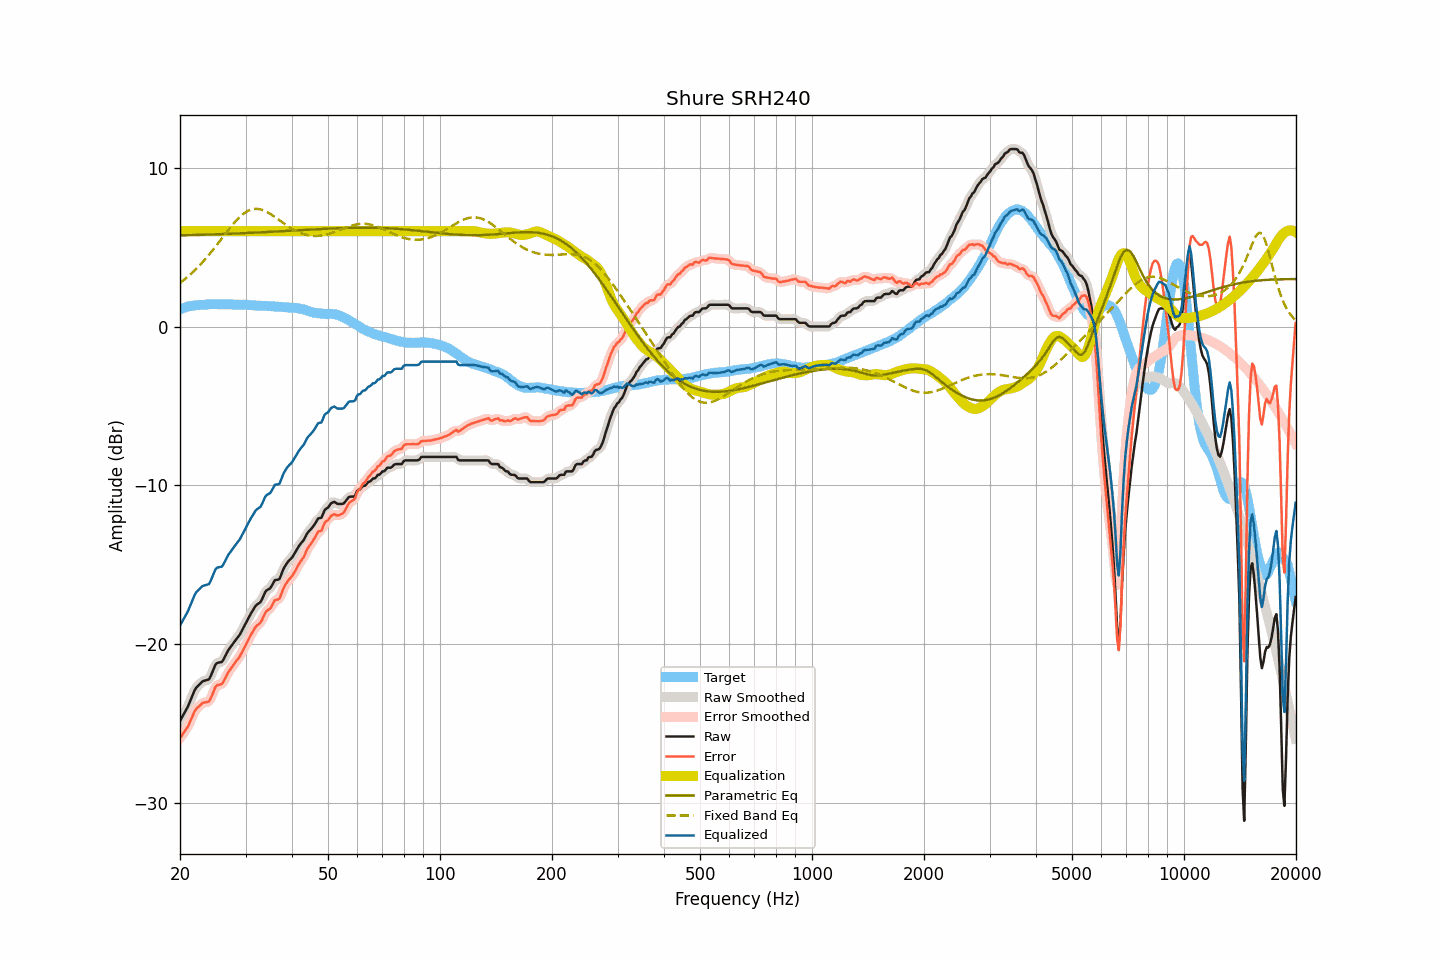 Shure SRH240
10
0
−10
−20
−30
Amplitude (dBr)
Target
Raw Smoothed
Error Smoothed
Raw
Error
Equalization
Parametric Eq
Fixed Band Eq
Equalized
20 50 100 200 500 1000 2000 5000 10000 20000
Frequency (Hz)